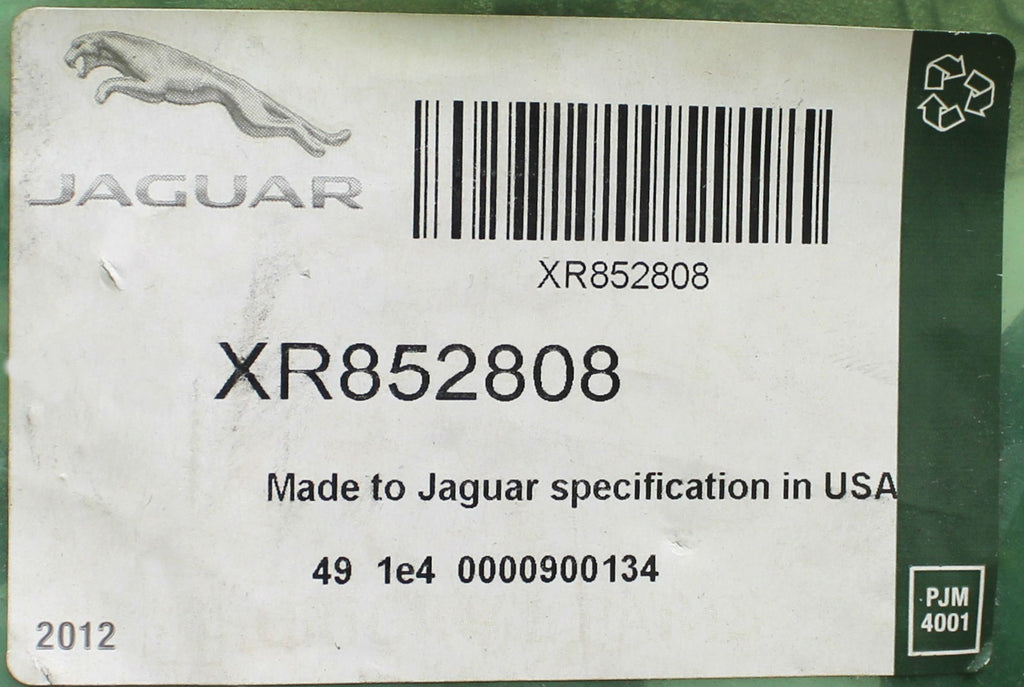 JAGUAR
XR852808
XR852808
Made to Jaguar specification in USA
49 1e4 0000900134
2012
PJM
4001